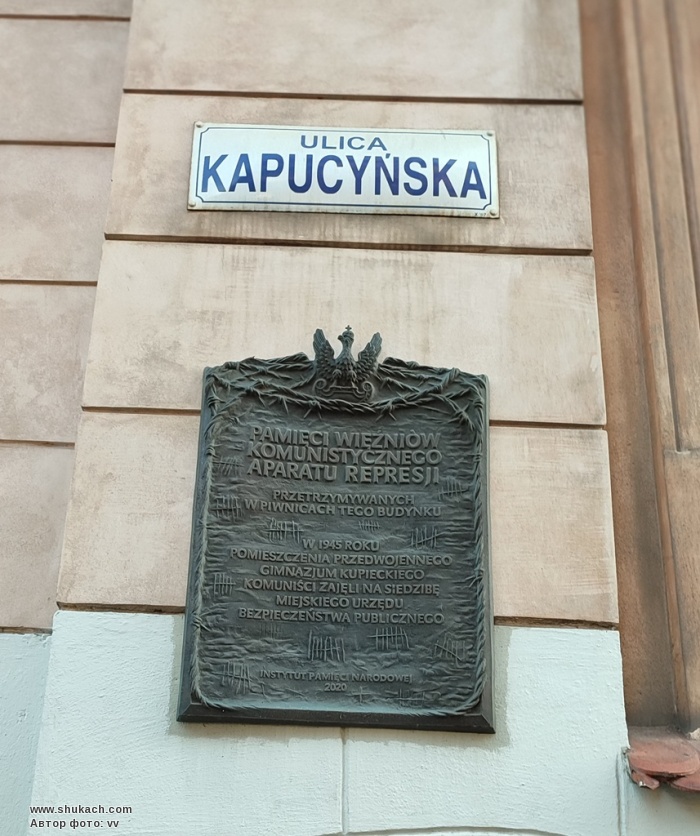 ULICA
KAPUCYŃSKA
PAMIĘCI WIĘŹNIÓW
KOMUNISTYCZNEGO
APARATU REPRESJI
PRZETRZYMYWANYCH
W PIWNICACH TEGO BUDYNKU
W 1945 ROKU
POMIESZCZENIA PRZEDWOJENNEGO
GIMNAZJUM KUPIECKIEGO
KOMUNIŚCI ZAJĘLI NA SIEDZIBĘ
MIEJSKIEGO URZĘDU
BEZPIECZEŃSTWA PUBLICZNEGO
INSTYTUT PAMIĘCI NARODOWEJ
2020
www.shukach.com
Автор фото: vv